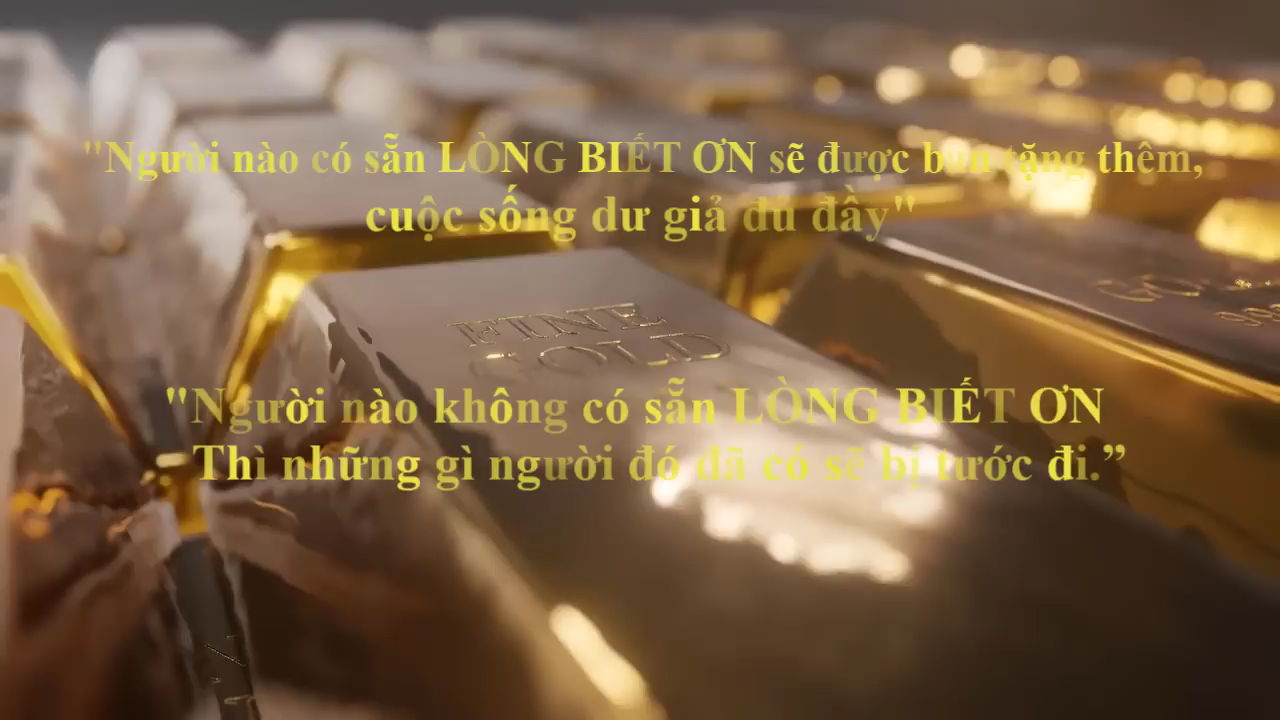 "Người nào có sẵn LÒNG BIẾT ƠN sẽ được ban tặng thêm,
cuộc sống dư giả đủ đầy"
FINE
GOLD
GOLD
"Người nào không có sẵn LÒNG BIẾT ƠN
Thì những gì người đó đã có sẽ bị tước đi.”